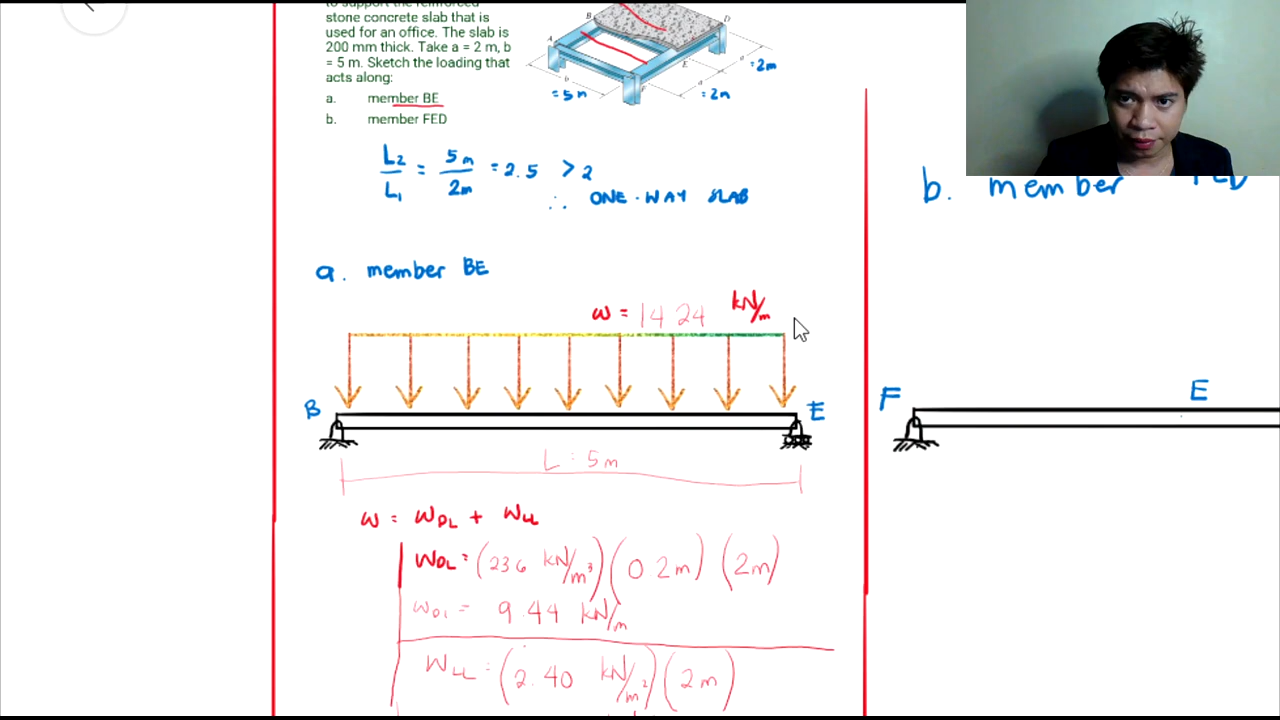 to support the reinforced
stone concrete slab that is
used for an office. The slab is
200 mm thick. Take a = 2 m, b
= 5 m. Sketch the loading that
acts along:
a. member BE
b. member FED
B
D
A
E
a
= 2m
b
F
a
= 5m
= 2m
L2/L1 = 5m/2m = 2.5 > 2
∴ ONE-WAY SLAB
a. member BE
w = 14 24 kN/m
B
E
L = 5m
w = WDL + WLL
WDL = (23 6 kN/m³)(0 2m)(2m)
WDL = 9.44 kN/m
WLL = (2.40 kN/m²)(2m)
b. member FED
F
E